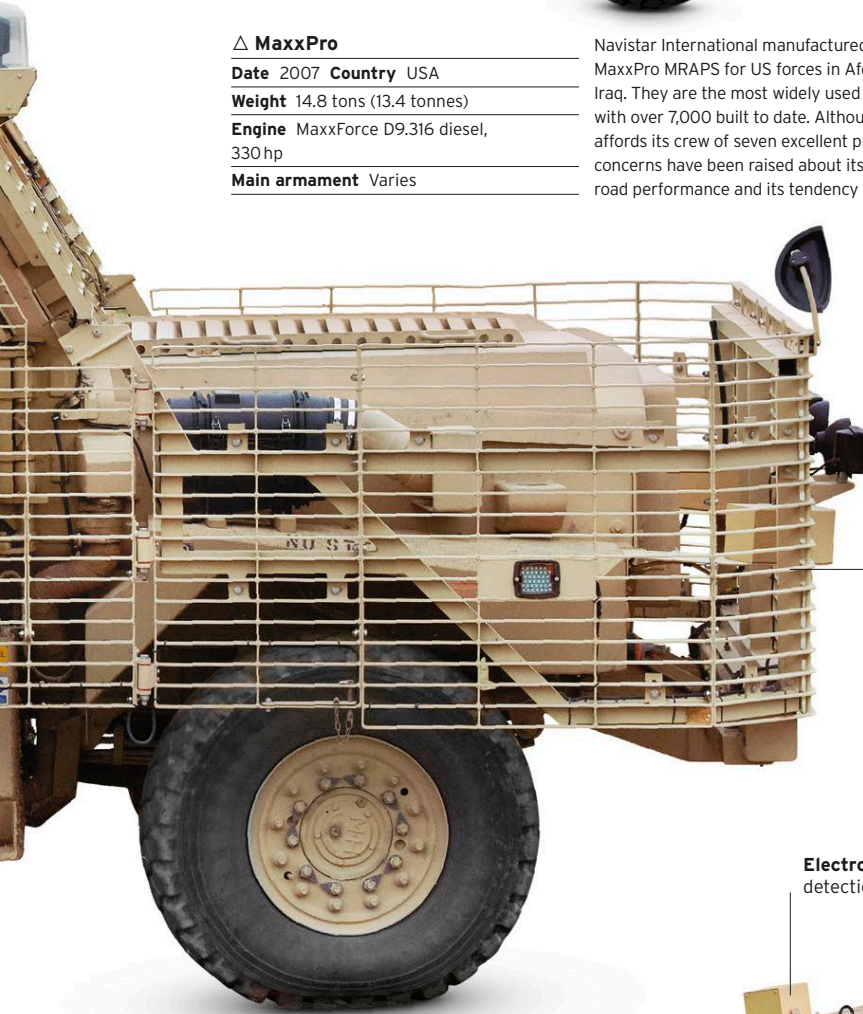 △ MaxxPro
Date 2007 Country USA
Weight 14.8 tons (13.4 tonnes)
Engine MaxxForce D9.316 diesel,
330 hp
Main armament Varies
Navistar International manufactured
MaxxPro MRAPS for US forces in
Iraq. They are the most widely used
with over 7,000 built to date.
affords its crew of seven excellent
concerns have been raised about its
road performance and its tendency
NO STEP
Electro
detectio